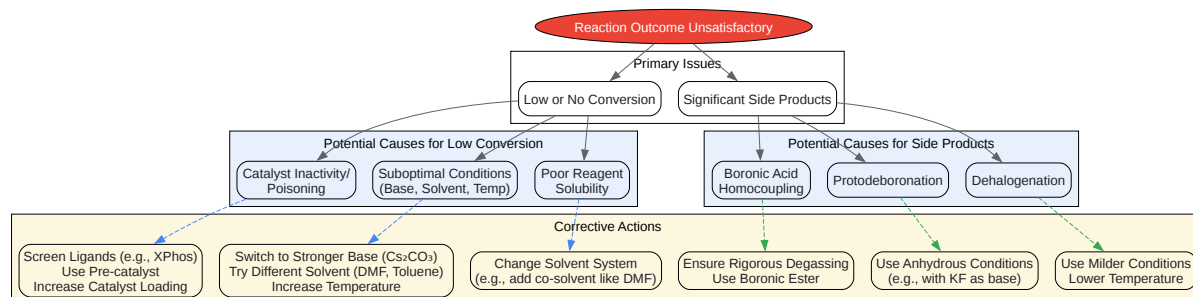 Reaction Outcome Unsatisfactory
Primary Issues
Low or No Conversion
Significant Side Products
Potential Causes for Low Conversion
Catalyst Inactivity/
Poisoning
Suboptimal Conditions
(Base, Solvent, Temp)
Poor Reagent
Solubility
Potential Causes for Side Products
Boronic Acid
Homocoupling
Protodeboronation
Dehalogenation
Corrective Actions
Screen Ligands (e.g., XPhos)
Use Pre-catalyst
Increase Catalyst Loading
Switch to Stronger Base (Cs₂CO₃)
Try Different Solvent (DMF, Toluene)
Increase Temperature
Change Solvent System
(e.g., add co-solvent like DMF)
Ensure Rigorous Degassing
Use Boronic Ester
Use Anhydrous Conditions
(e.g., with KF as base)
Use Milder Conditions
Lower Temperature